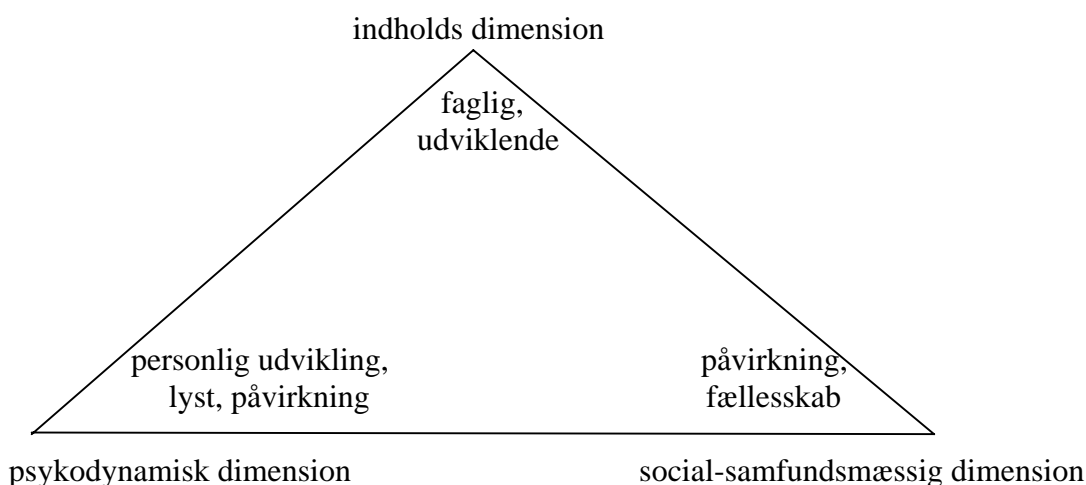 indholds dimension
faglig,
udviklende
personlig udvikling,
lyst, påvirkning
påvirkning,
fællesskab
psykodynamisk dimension
social-samfundsmæssig dimension